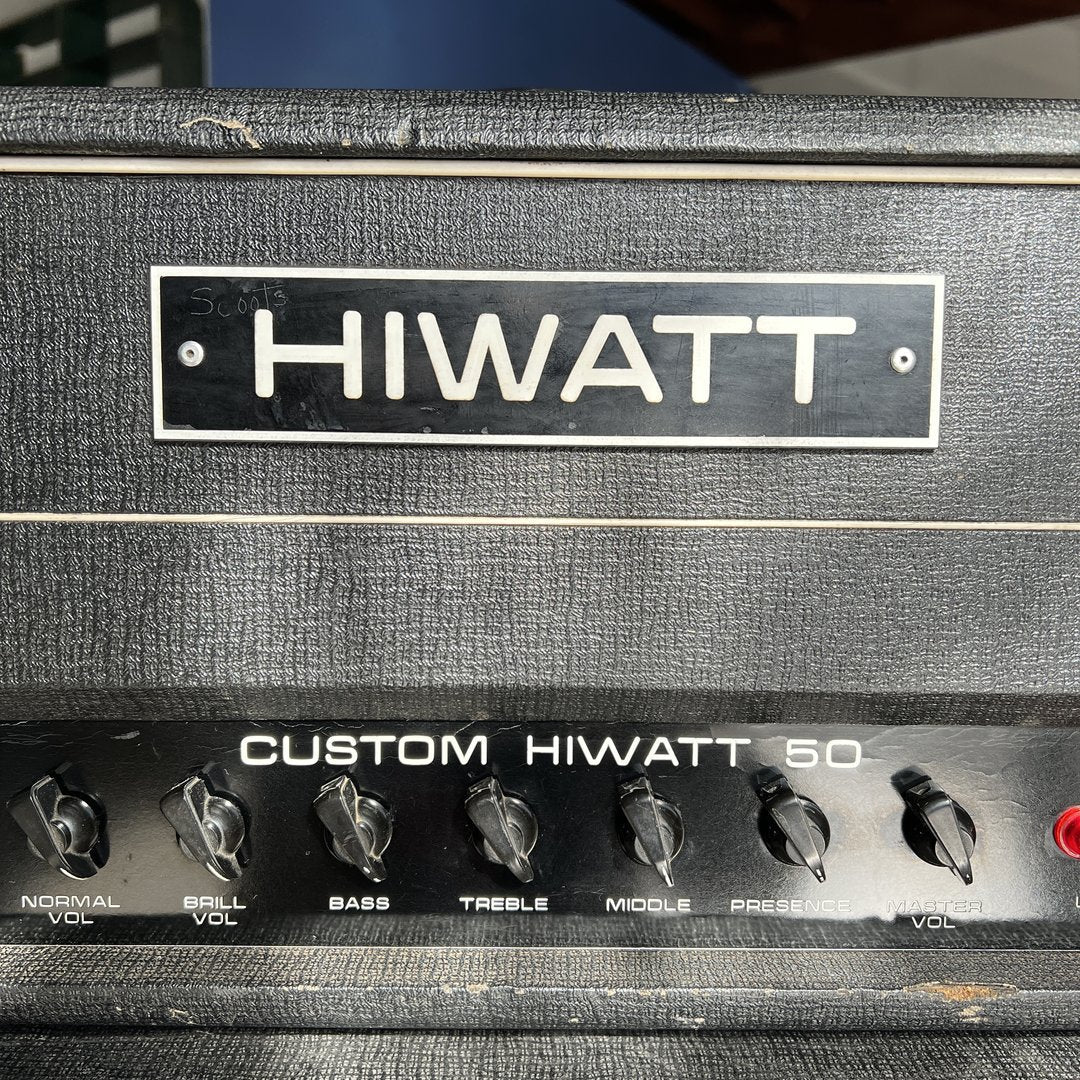 Scoots
HIWATT
CUSTOM HIWATT 50
NORMAL VOL
BRILL VOL
BASS
TREBLE
MIDDLE
PRESENCE
MASTER VOL